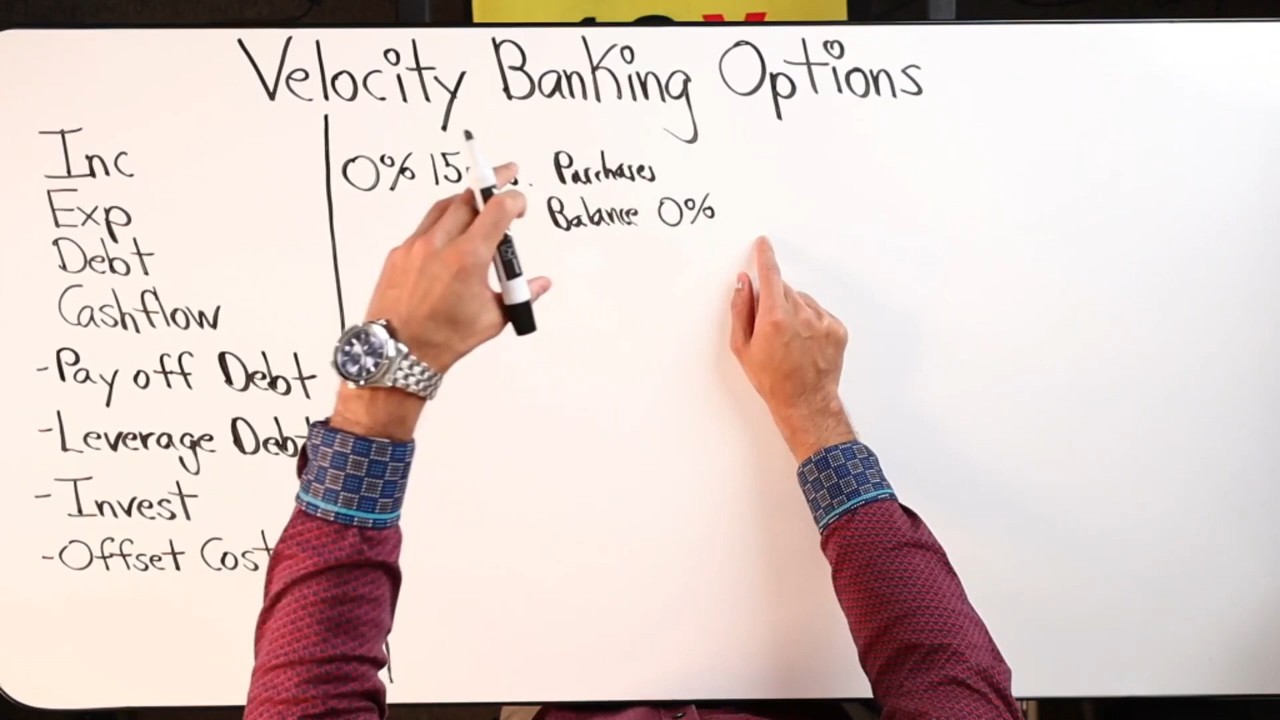 Velocity Banking Options
Inc
Exp
Debt
Cashflow
-Pay off Debt
-Leverage Debt
-Invest
-Offset Cost
0% 15 Purchases
Balance 0%